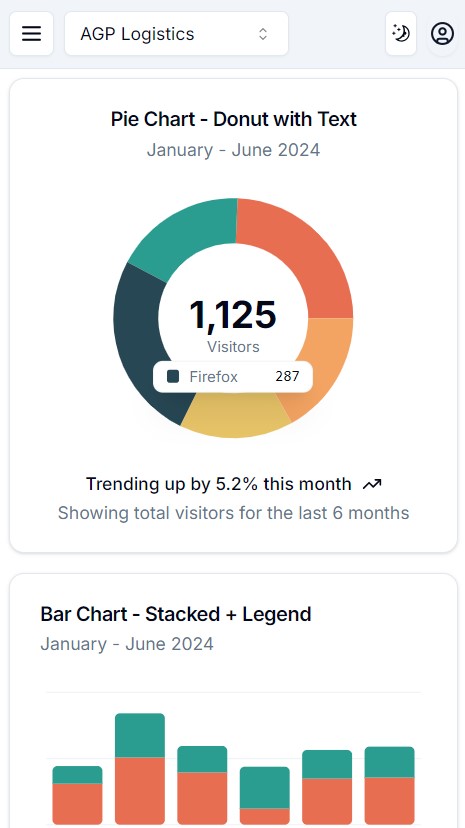 AGP Logistics
Pie Chart - Donut with Text
January - June 2024
1,125
Visitors
Firefox 287
Trending up by 5.2% this month
Showing total visitors for the last 6 months
Bar Chart - Stacked + Legend
January - June 2024